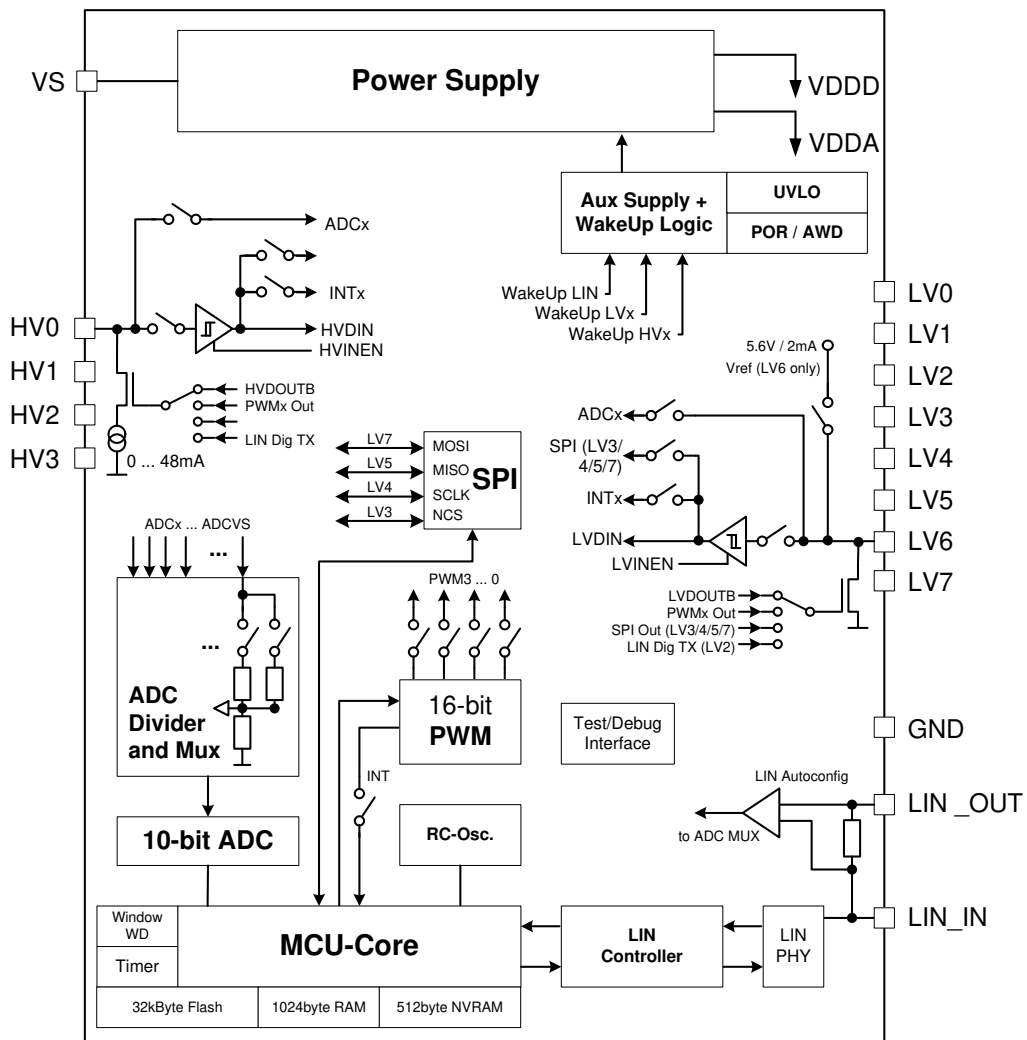 Power Supply
VS
VDDD
VDDA
Aux Supply +
WakeUp Logic
UVLO
POR / AWD
WakeUp LIN
WakeUp LVx
WakeUp HVx
ADCx
INTx
HVDIN
HVINEN
HV0
HV1
HV2
HV3
HVDOUTB
PWMx Out
LIN Dig TX
0 ... 48mA
LV7
LV5
LV4
LV3
MOSI
MISO
SCLK
NCS
SPI
5.6V / 2mA
Vref (LV6 only)
ADCx
SPI (LV3/
4/5/7)
INTx
LVDIN
LVINEN
LVDOUTB
PWMx Out
SPI Out (LV3/4/5/7)
LIN Dig TX (LV2)
LV0
LV1
LV2
LV3
LV4
LV5
LV6
LV7
GND
LIN _OUT
LIN_IN
ADCx ... ADCVS
...
...
ADC
Divider
and Mux
10-bit ADC
PWM3 ... 0
16-bit
PWM
INT
RC-Osc.
Test/Debug
Interface
LIN Autoconfig
to ADC MUX
Window
WD
Timer
MCU-Core
32kByte Flash
1024byte RAM
512byte NVRAM
LIN
Controller
LIN
PHY